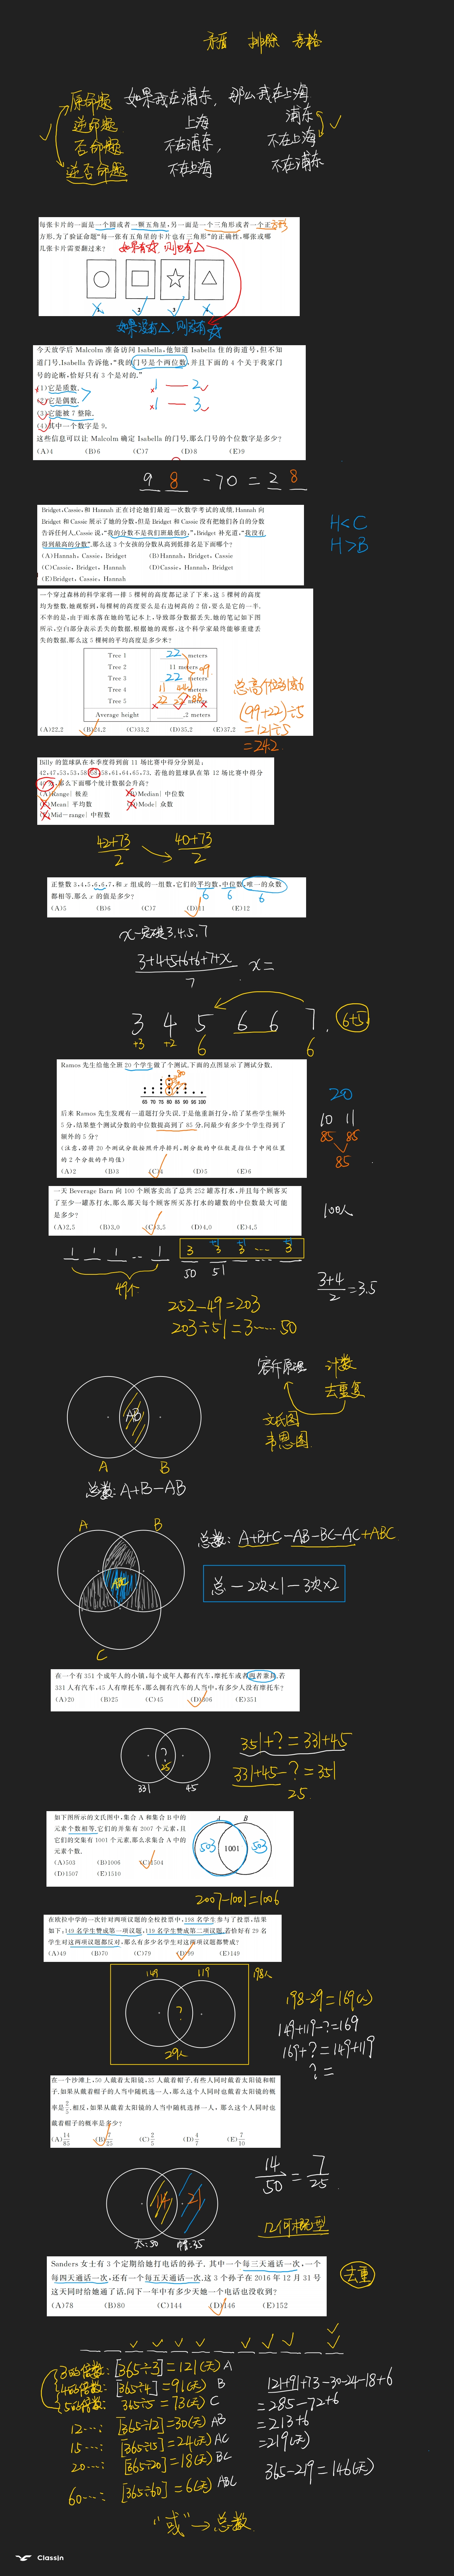 矛盾 排除 表格
原命题 如果我在浦东, 那么我在上海
逆命题 上海 浦东
否命题 不在浦东, 不在上海
逆否命题 不在上海 不在浦东
每张卡片的一面是一个圆或者一颗五角星,另一面是一个三角形或者一个正方形,为了验证命题“每一张有五角星的卡片也有三角形”的正确性,哪张或哪几张卡片需要翻过来?
如果有☆,则也有△
1 2 3 4
如果没有△,则没有☆
今天放学后 Malcolm 准备访问 Isabella,他知道 Isabella 住的街道号,但不知
道门号,Isabella 告诉他,“我的门号是个两位数,并且下面的 4 个关于我家门
号的论断,恰好只有 3 个是对的.”
(1)它是质数.
(2)它是偶数.
(3)它能被 7 整除.
(4)其中一个数字是 9.
1 — 2
1 — 3
这些信息可以让 Malcolm 确定 Isabella 的门号,那么门号的个位数字是多少?
(A)4 (B)6 (C)7 (D)8 (E)9
9 8 -70 = 2 8
Bridget,Cassie,和 Hannah 正在讨论她们最近一次数学考试的成绩,Hannah 向
Bridget 和 Cassie 展示了她的分数,但是 Bridget 和 Cassie 没有把她们各自的分数
告诉任何人,Cassie 说,“我的分数不是我们班最低的,”,Bridget 补充道,“我没有
得到最高的分数”,那么这 3 个女孩的分数从高到低排名是下面哪个?
(A)Hannah, Cassie, Bridget (B)Hannah, Bridget, Cassie
(C)Cassie, Bridget, Hannah (D)Cassie, Hannah, Bridget
(E)Bridget, Cassie, Hannah
H<C
H>B
一个穿过森林的科学家将一排 5 棵树的高度都记录了下来,这 5 棵树的高度
均为整数,她观察到,每棵树的高度要么是右边树高的 2 倍,要么是它的一半,
不幸的是,由于雨水落在她的笔记本上,导致部分数据丢失,她的笔记如下图
所示,空白部分表示丢失的数据,根据她的观察,这个科学家最终能够重建丢
失的数据,那么这 5 棵树的平均高度是多少米?
Tree 1 22 meters
Tree 2 11 meters
Tree 3 22 meters
Tree 4 11 44 meters
Tree 5 22 88 meters
Average height .2 meters
99
(A)22.2 (B)24.2 (C)33.2 (D)35.2 (E)37.2
总高个位是1或6
(99+22)÷5
=121÷5
=24.2
Billy 的篮球队在本季度得到前 11 场比赛中得分分别是:
42,47,53,53,58,58,58,61,64,65,73, 若他的篮球队在第 12 场比赛中得分
40 分,那么下面哪个统计数据会升高?
(A)Range| 极差 (B)Median| 中位数
(C)Mean| 平均数 (D)Mode| 众数
(E)Mid-range| 中程数
42+73 40+73
2 2
正整数 3,4,5,6,6,7,和 x 组成的一组数,它们的平均数,中位数,唯一的众数
都相等,那么 x 的值是多少?
6 6 6
(A)5 (B)6 (C)7 (D)11 (E)12
x一定不是3,4,5,7
3+4+5+6+6+7+x x=
7
3 4 5 6 6 7, 6+5
+3 +2 6 6
Ramos 先生给他全班 20 个学生做了个测试,下面的点图显示了测试分数.
65 70 75 80 85 90 95 100
后来 Ramos 先生发现有一道题打分失误,于是他重新打分,给了某些学生额外
5 分,结果整个测试分数的中位数提高到了 85 分,问最少有多少个学生得到了
额外的 5 分?
(注意,若将 20 个测试分数按照升序排列,则分数的中位数是指位于中间位置
的 2 个分数的平均值)
(A)2 (B)3 (C)4 (D)5 (E)6
20
10 11
85 85
85
一天 Beverage Barn 向 100 个顾客卖出了总共 252 罐苏打水,并且每个顾客买
了至少一罐苏打水,那么那天每个顾客所买苏打水的罐数的中位数最大可能
是多少?
(A)2.5 (B)3.0 (C)3.5 (D)4.0 (E)4.5
100人
1 1 1 … 1 3 3 3 … 3
+1 +1 +1
49个 50 51
3+4
2 =3.5
252-49=203
203÷51=3……50
容斥原理 计数
去重复
文氏图
韦恩图
AB
A B
总数: A+B-AB
A B
ABC
C
总数: A+B+C-AB-BC-AC+ABC
总-2次×1-3次×2
在一个有 351 个成年人的小镇,每个成年人都有汽车,摩托车或者两者兼有,若
331 人有汽车,45 人有摩托车,那么拥有汽车的人当中,有多少人没有摩托车?
(A)20 (B)25 (C)45 (D)306 (E)351
?
25
331 45
351+?=331+45
331+45-?=351
25
如下图所示的文氏图中,集合 A 和集合 B 中的
元素个数相等,它们的并集有 2007 个元素,且
它们的交集有 1001 个元素,那么求集合 A 中的
元素个数.
(A)503 (B)1006 (C)1504
(D)1507 (E)1510
A B
503 1001 503
2007-1001=1006
在欧拉中学的一次针对两项议题的全校投票中,198 名学生参与了投票,结果
如下:149 名学生赞成第一项议题,119 名学生赞成第二项议题,若恰好有 29 名
学生对这两项议题都反对,那么有多少名学生对这两项议题都赞成?
(A)49 (B)70 (C)79 (D)99 (E)149
149 119 198人
?
29人
198-29=169(人)
149+119-?=169
169+?=149+119
?=
在一个沙滩上,50 人戴着太阳镜,35 人戴着帽子,有些人同时戴着太阳镜和帽
子,如果从戴着帽子的人当中随机选一人,那么这个人同时也戴着太阳镜的概
率是2/5,相反,如果从戴着太阳镜的人当中随机选择一人,那么这个人同时也
戴着帽子的概率是多少?
(A)14/85 (B)7/25 (C)2/5 (D)4/7 (E)7/10
14 21
太:50 帽:35
14/50 = 7/25
几何概型
Sanders 女士有 3 个定期给她打电话的孙子, 其中一个每三天通话一次,一个
每四天通话一次,还有一个每五天通话一次,这 3 个孙子在 2016 年 12 月 31 号
这天同时给她通了话,问下一年中有多少天她一个电话也没收到?
(A)78 (B)80 (C)144 (D)146 (E)152
去重
3的倍数: [365÷3]=121(天) A
4的倍数: [365÷4]=91(天) B
5的倍数: 365÷5=73(天) C
12…: [365÷12]=30(天) AB
15…: [365÷15]=24(天) AC
20…: [365÷20]=18(天) BC
60…: [365÷60]=6(天) ABC
121+91+73-30-24-18+6
=285-72+6
=213+6
=219(天)
365-219=146(天)
“或”→总数
ClassIn